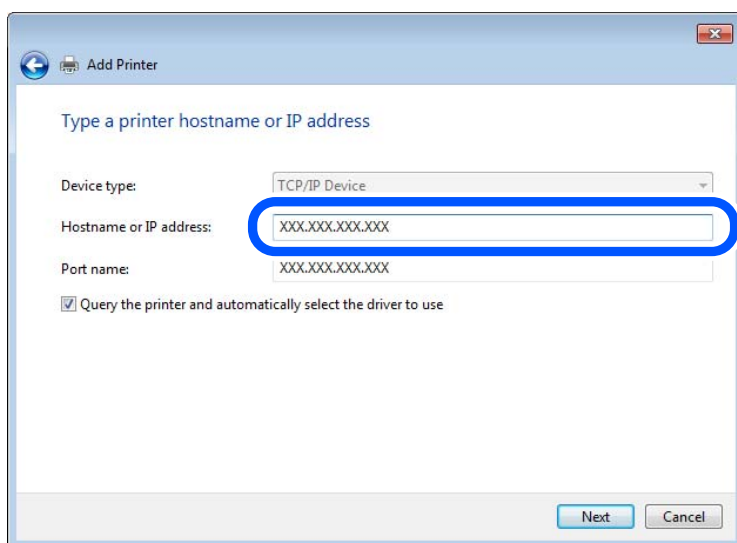 Add Printer
Type a printer hostname or IP address
Device type: TCP/IP Device
Hostname or IP address: XXX.XXX.XXX.XXX
Port name: XXX.XXX.XXX.XXX
Query the printer and automatically select the driver to use
Next Cancel